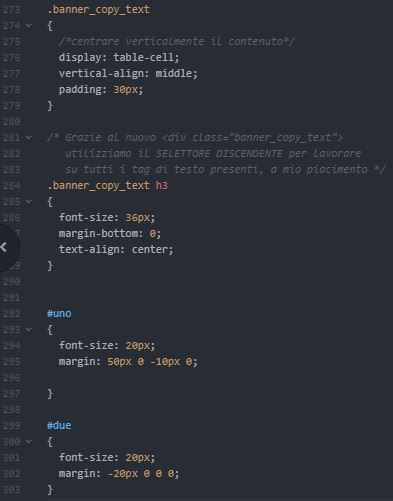 273 .banner_copy_text
274 {
275 /*centrare verticalmente il contenuto*/
276 display: table-cell;
277 vertical-align: middle;
278 padding: 30px;
279 }
280
281 /* Grazie al nuovo <div class="banner_copy_text">
282 utilizziamo il SELETTORE DISCENDENTE per lavorare
283 su tutti i tag di testo presenti, a mio piacimento */
284 .banner_copy_text h3
285 {
286 font-size: 36px;
margin-bottom: 0;
text-align: center;
}
290
291
292 #uno
293 {
294 font-size: 20px;
295 margin: 50px 0 -10px 0;
296
297 }
298
299 #due
300 {
301 font-size: 20px;
302 margin: -20px 0 0 0;
303 }